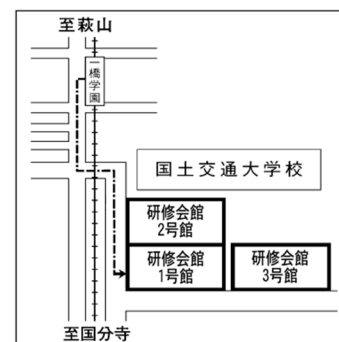 至萩山
一橋学園
国土交通大学校
研修会館
2号館
研修会館
1号館
研修会館
3号館
至国分寺